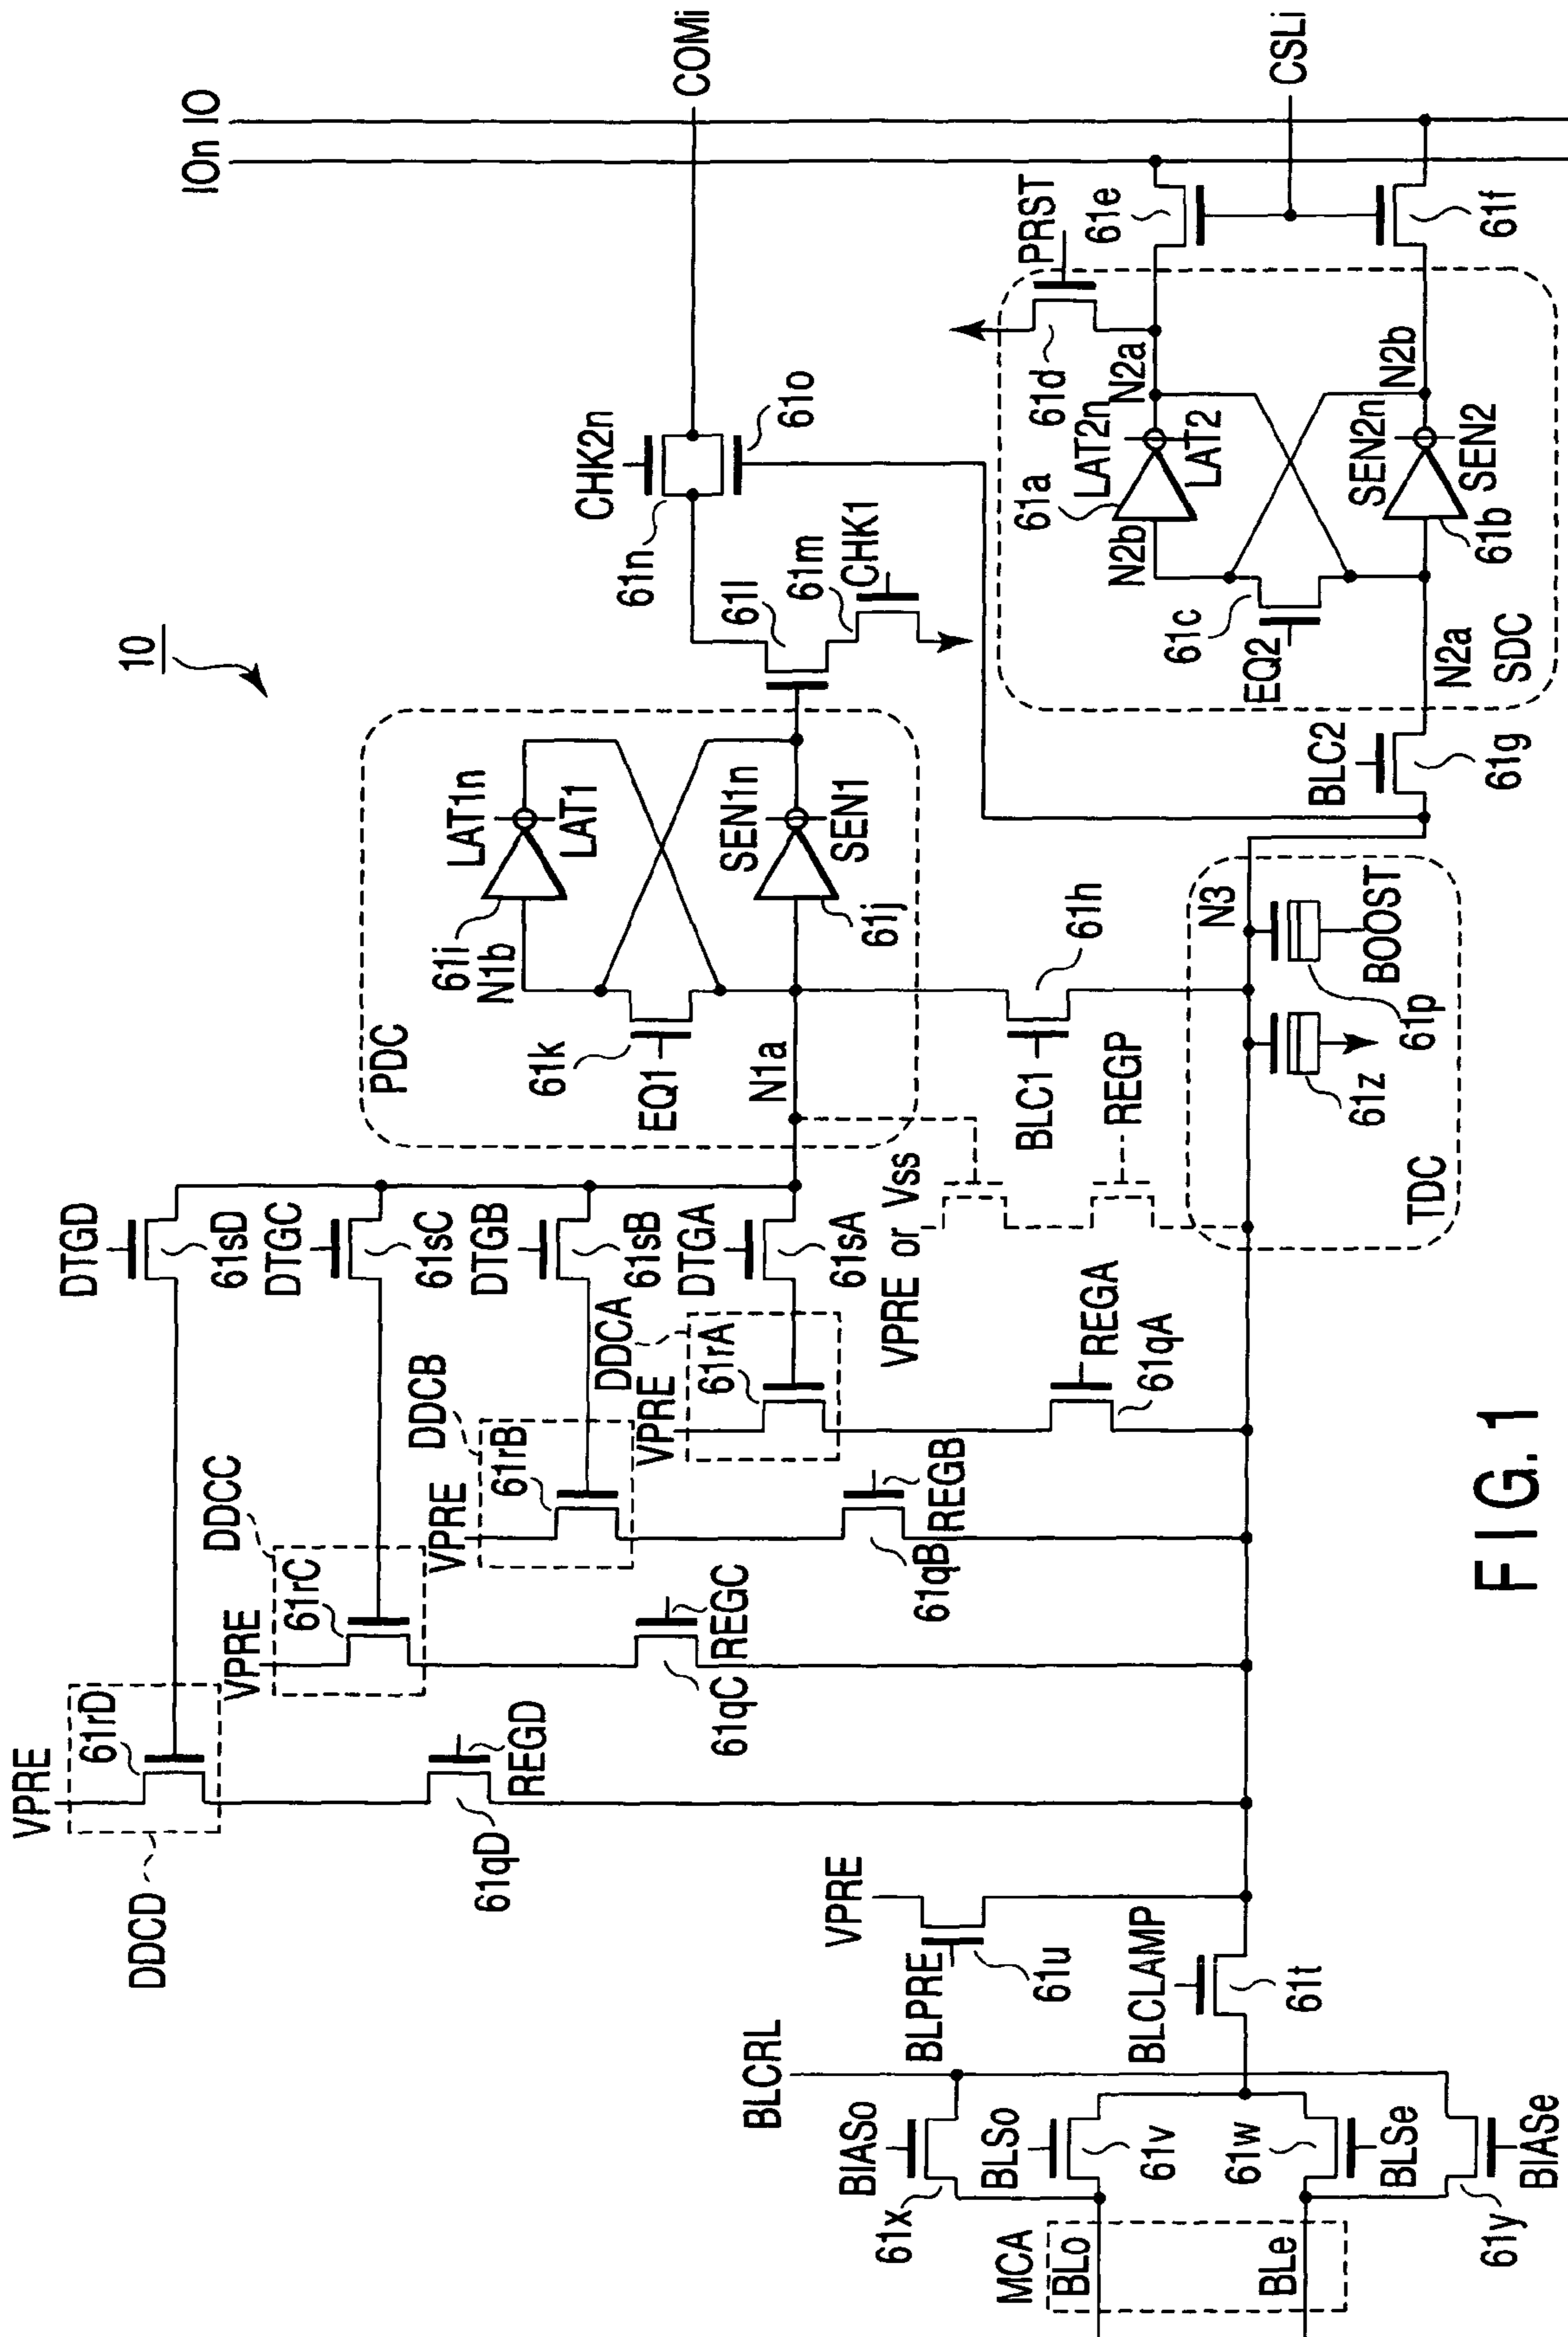 10
IOn IO
COMi
CHK2n
61n
61o
61l
61m
CHK1
PRST
61e
CSLi
61f
61d
N2a
61a
LAT2n
LAT2
N2b
N2b
SEN2n
SEN2
61b
61c
EQ2
N2a
SDC
BLC2
61g
PDC
LAT1n
LAT1
61i
N1b
SEN1n
SEN1
61j
61k
EQ1
N1a
61h
BLC1
REGP
VPRE or Vss
N3
BOOST
61p
61z
TDC
DTGD
61sD
DTGC
61sC
DTGB
61sB
DTGA
61sA
DDCA
61rA
VPRE
REGA
61qA
DDCB
61rB
VPRE
REGB
61qB
DDCC
61rC
VPRE
REGC
61qC
VPRE
61rD
DDCD
REGD
61qD
VPRE
BLPRE
61u
BLCLAMP
61t
BLCRL
BIASo
61x
BLSo
61v
61w
BLSe
BIASe
61y
MCA
BLo
BLe
FIG. 1